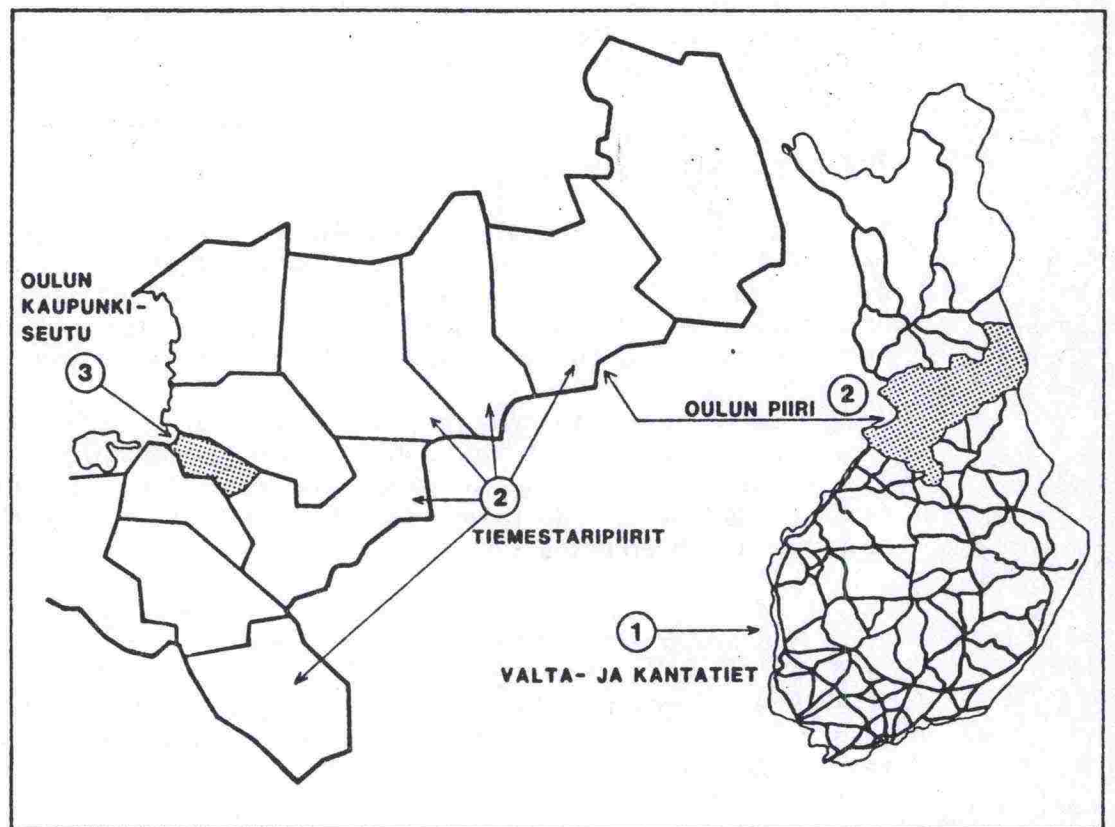 OULUN
KAUPUNKI-
SEUTU
3
OULUN PIIRI 2
2
TIEMESTARIPIIRIT
1
VALTA- JA KANTATIET